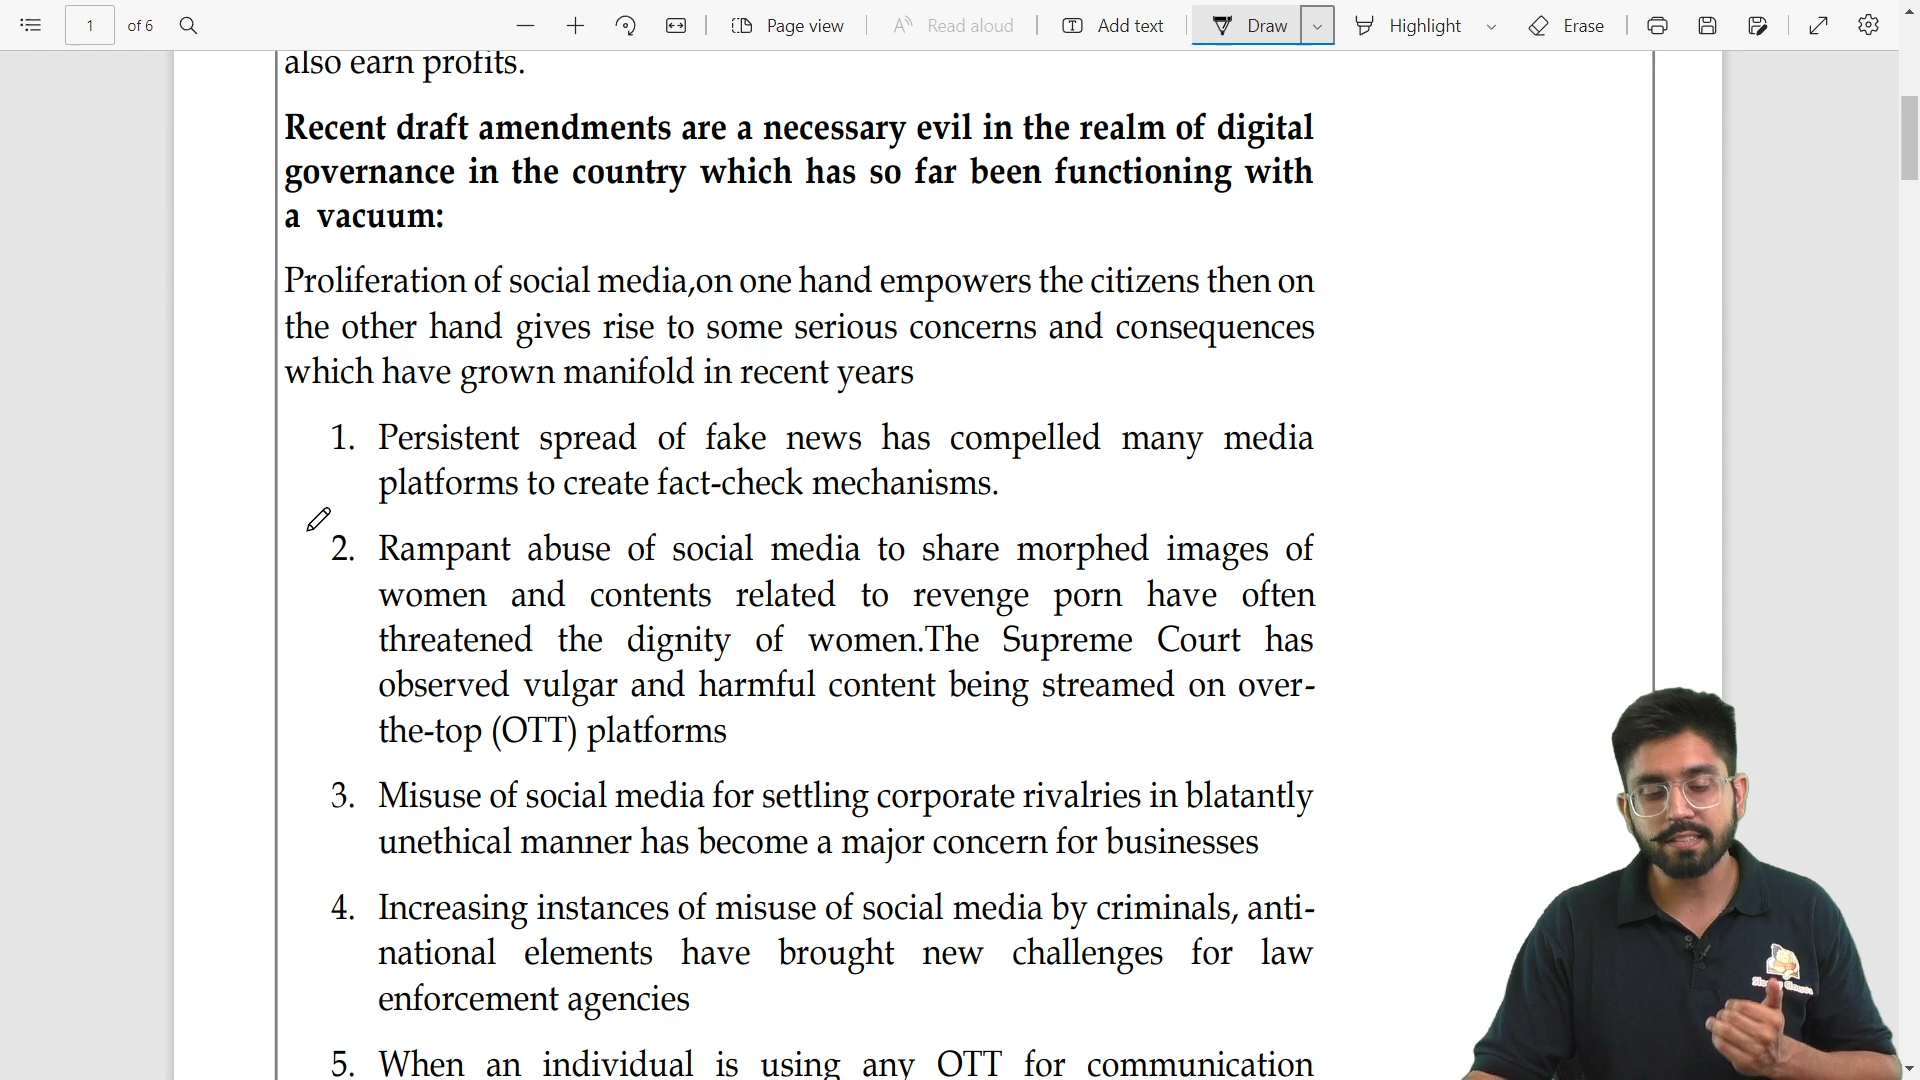 1 of 6 Page view Read aloud Add text Draw Highlight Erase
also earn profits.
Recent draft amendments are a necessary evil in the realm of digital
governance in the country which has so far been functioning with
a vacuum:
Proliferation of social media,on one hand empowers the citizens then on
the other hand gives rise to some serious concerns and consequences
which have grown manifold in recent years
1. Persistent spread of fake news has compelled many media
platforms to create fact-check mechanisms.
2. Rampant abuse of social media to share morphed images of
women and contents related to revenge porn have often
threatened the dignity of women.The Supreme Court has
observed vulgar and harmful content being streamed on over-
the-top (OTT) platforms
3. Misuse of social media for settling corporate rivalries in blatantly
unethical manner has become a major concern for businesses
4. Increasing instances of misuse of social media by criminals, anti-
national elements have brought new challenges for law
enforcement agencies
5. When an individual is using any OTT for communication